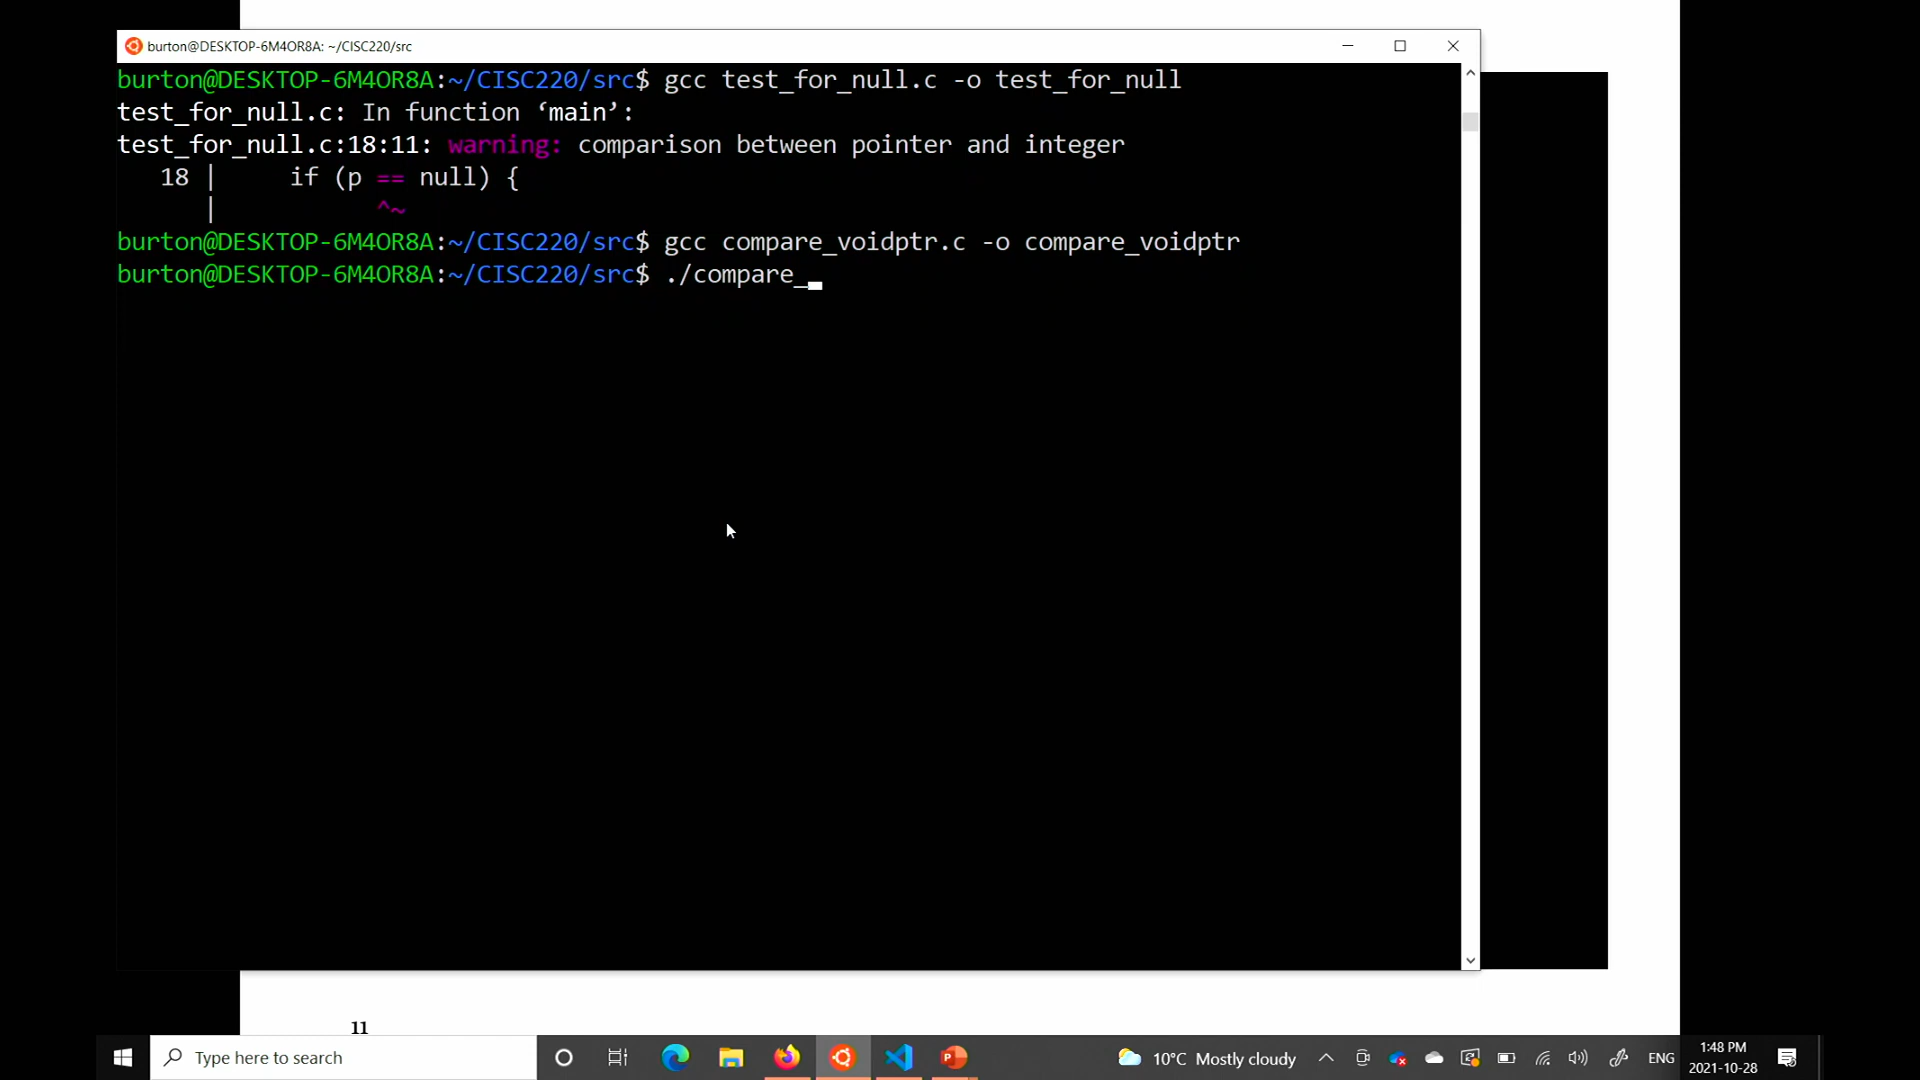 burton@DESKTOP-6M4OR8A: ~/CISC220/src
burton@DESKTOP-6M4OR8A:~/CISC220/src$ gcc test_for_null.c -o test_for_null
test_for_null.c: In function ‘main’:
test_for_null.c:18:11: warning: comparison between pointer and integer
18 |     if (p == null) {
|           ^~
burton@DESKTOP-6M4OR8A:~/CISC220/src$ gcc compare_voidptr.c -o compare_voidptr
burton@DESKTOP-6M4OR8A:~/CISC220/src$ ./compare_
11
Type here to search
10°C Mostly cloudy
ENG
1:48 PM
2021-10-28